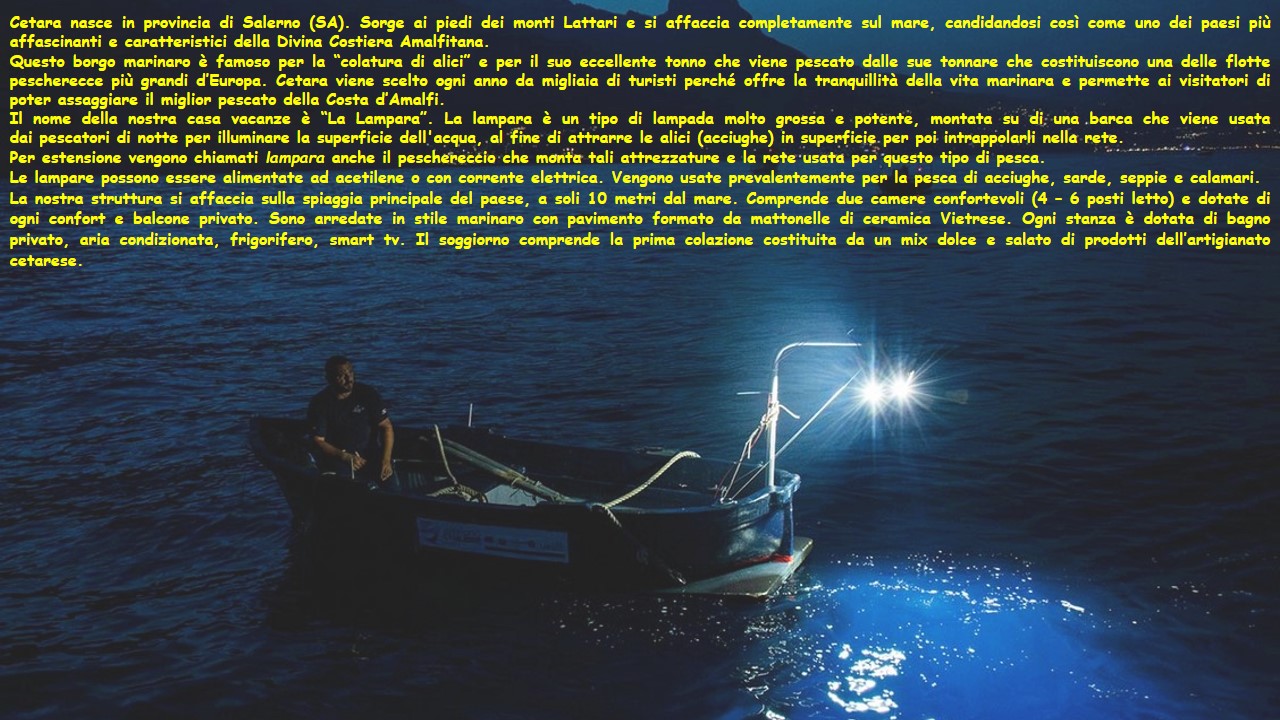 Cetara nasce in provincia di Salerno (SA). Sorge ai piedi dei monti Lattari e si affaccia completamente sul mare, candidandosi così come uno dei paesi più
affascinanti e caratteristici della Divina Costiera Amalfitana.
Questo borgo marinaro è famoso per la “colatura di alici” e per il suo eccellente tonno che viene pescato dalle sue tonnare che costituiscono una delle flotte
pescherecce più grandi d’Europa. Cetara viene scelto ogni anno da migliaia di turisti perché offre la tranquillità della vita marinara e permette ai visitatori di
poter assaggiare il miglior pescato della Costa d’Amalfi.
Il nome della nostra casa vacanze è “La Lampara”. La lampara è un tipo di lampada molto grossa e potente, montata su di una barca che viene usata
dai pescatori di notte per illuminare la superficie dell'acqua, al fine di attrarre le alici (acciughe) in superficie per poi intrappolarli nella rete.
Per estensione vengono chiamati lampara anche il peschereccio che monta tali attrezzature e la rete usata per questo tipo di pesca.
Le lampare possono essere alimentate ad acetilene o con corrente elettrica. Vengono usate prevalentemente per la pesca di acciughe, sarde, seppie e calamari.
La nostra struttura si affaccia sulla spiaggia principale del paese, a soli 10 metri dal mare. Comprende due camere confortevoli (4 – 6 posti letto) e dotate di
ogni confort e balcone privato. Sono arredate in stile marinaro con pavimento formato da mattonelle di ceramica Vietrese. Ogni stanza è dotata di bagno
privato, aria condizionata, frigorifero, smart tv. Il soggiorno comprende la prima colazione costituita da un mix dolce e salato di prodotti dell’artigianato
cetarese.